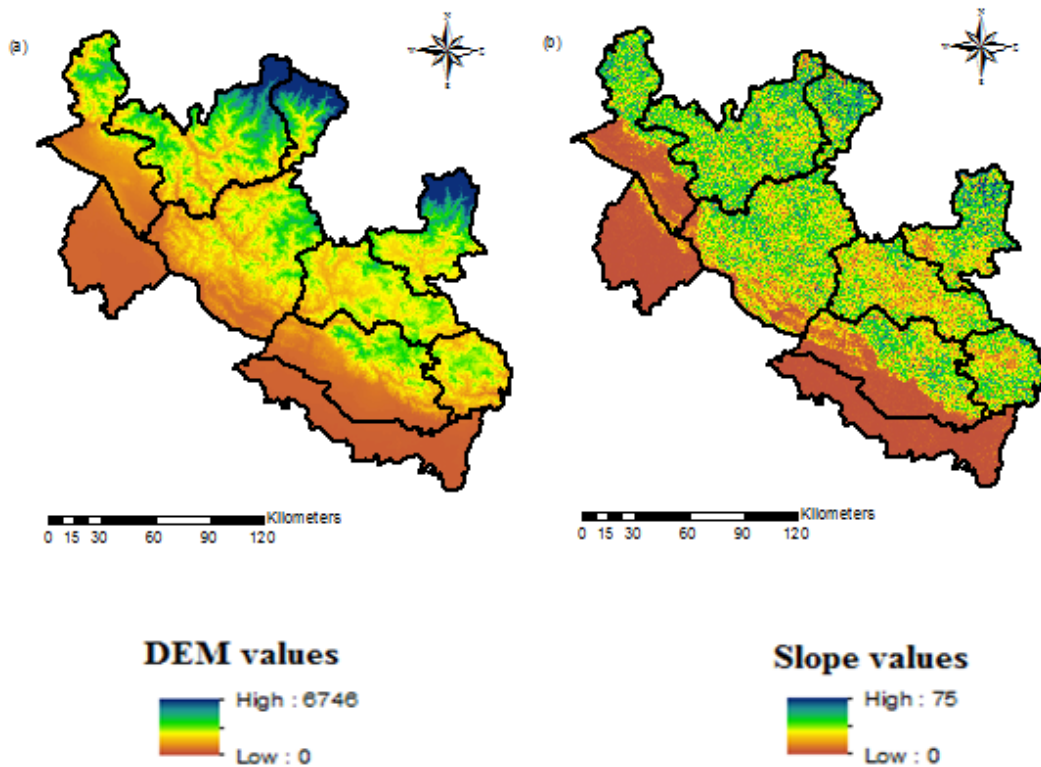 (a)
N
W
E
S
Kilometers
0 15 30 60 90 120
DEM values
High : 6746
Low : 0
(b)
N
W
E
S
Kilometers
0 15 30 60 90 120
Slope values
High : 75
Low : 0